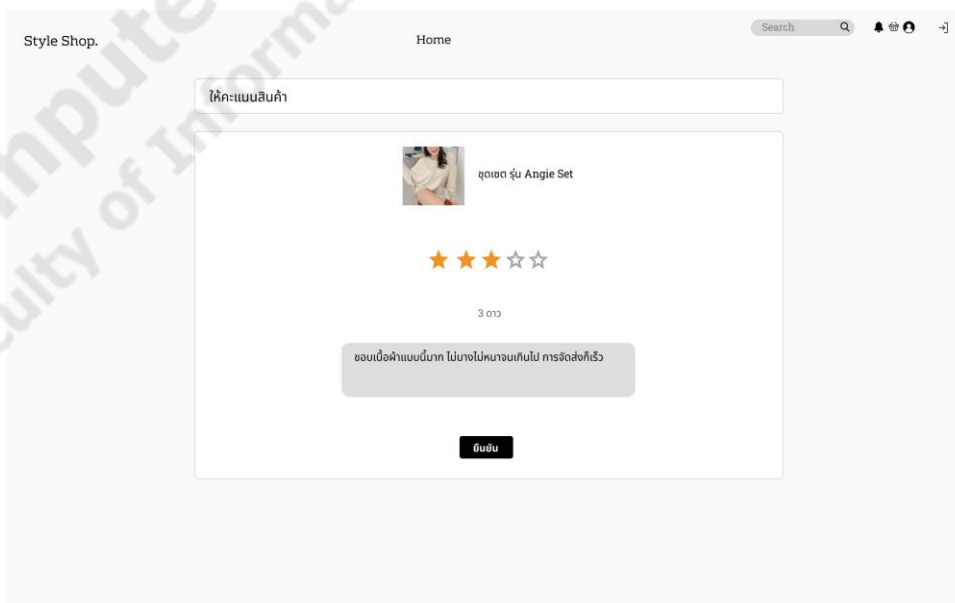 Style Shop.
Home
Search
ให้คะแนนสินค้า
ชุดเซต รุ่น Angie Set
3 ดาว
ชอบเนื้อผ้าแบบนี้มาก ไม่บางไม่หนาจนเกินไป การจัดส่งก็เร็ว
ยืนยัน